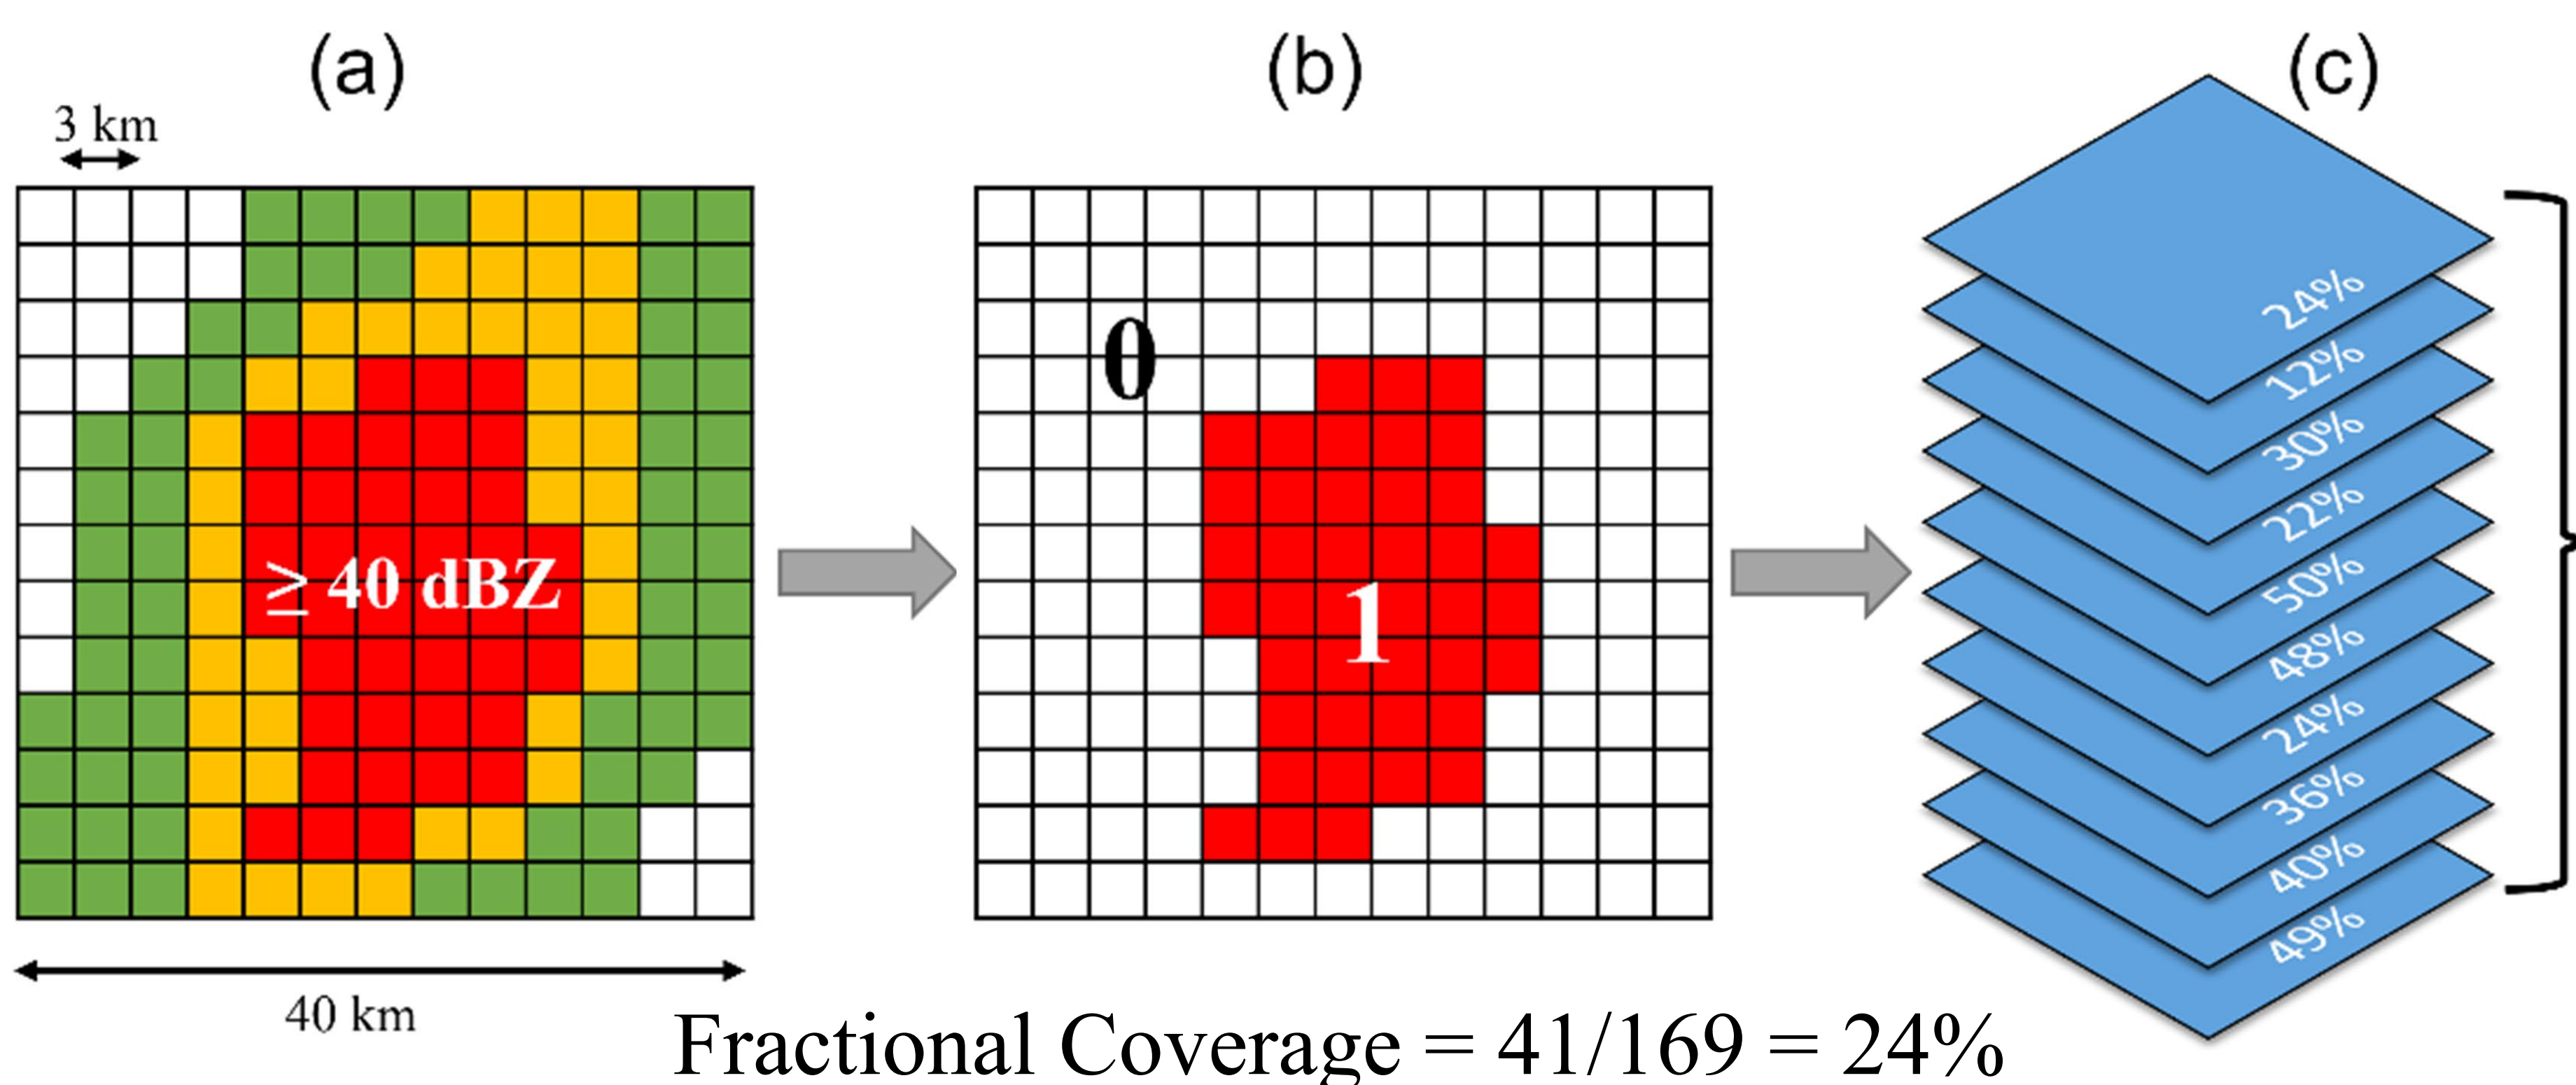 (a)
(b)
(c)
3 km
0
≥ 40 dBZ
1
24%
12%
30%
22%
50%
48%
24%
36%
40%
49%
40 km
Fractional Coverage = 41/169 = 24%